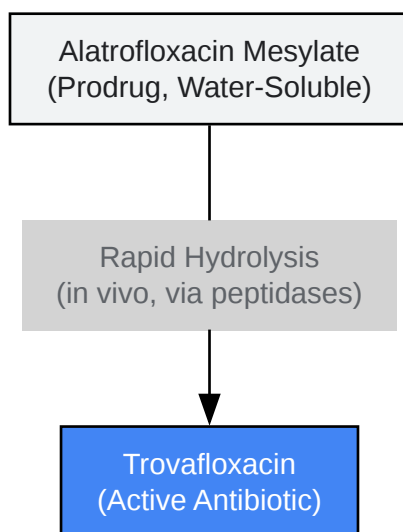 Alatrofloxacin Mesylate
(Prodrug, Water-Soluble)
Rapid Hydrolysis
(in vivo, via peptidases)
Trovafloxacin
(Active Antibiotic)